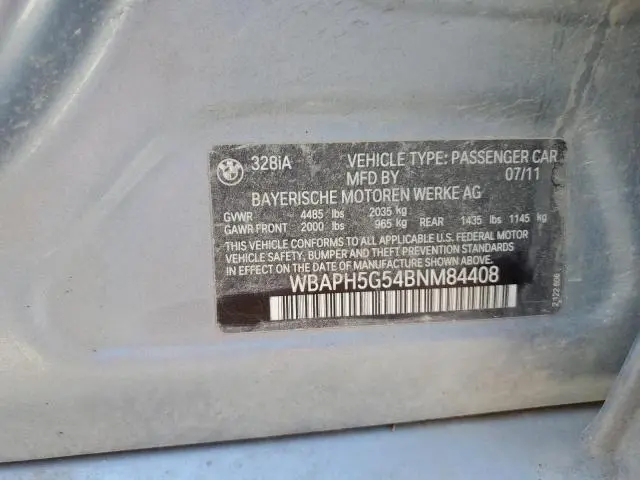 BMW 328iA VEHICLE TYPE: PASSENGER CAR
MFD BY 07/11
BAYERISCHE MOTOREN WERKE AG
GVWR 4485 lbs 2035 kg
GAWR FRONT 2000 lbs 965 kg REAR 1435 lbs 1145 kg
THIS VEHICLE CONFORMS TO ALL APPLICABLE U.S. FEDERAL MOTOR
VEHICLE SAFETY, BUMPER AND THEFT PREVENTION STANDARDS
IN EFFECT ON THE DATE OF MANUFACTURE SHOWN ABOVE.
WBAPH5G54BNM84408